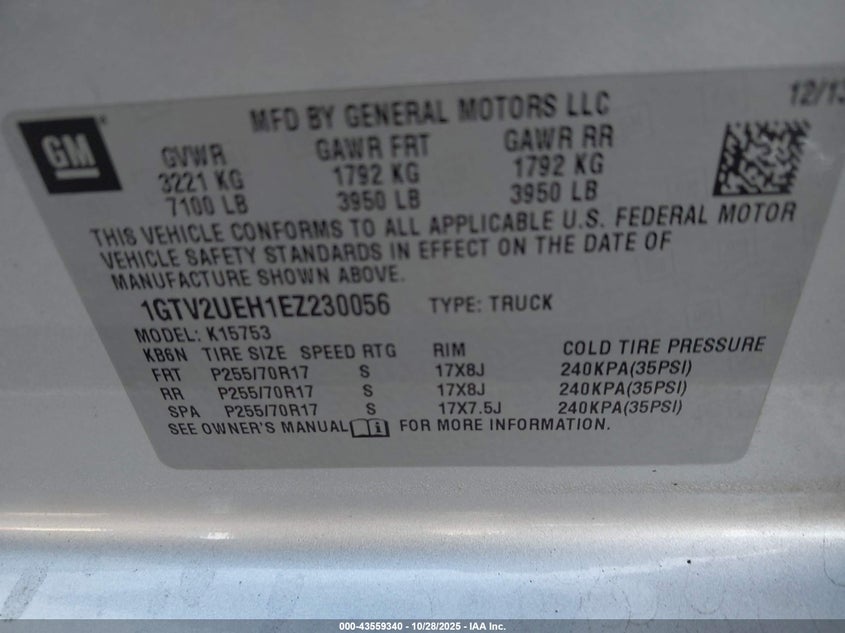 MFD BY GENERAL MOTORS LLC 12/13
GM
GVWR GAWR FRT GAWR RR
3221 KG 1792 KG 1792 KG
7100 LB 3950 LB 3950 LB
THIS VEHICLE CONFORMS TO ALL APPLICABLE U.S. FEDERAL MOTOR
VEHICLE SAFETY STANDARDS IN EFFECT ON THE DATE OF
MANUFACTURE SHOWN ABOVE.
1GTV2UEH1EZ230056 TYPE: TRUCK
MODEL: K15753
KB6N TIRE SIZE SPEED RTG RIM COLD TIRE PRESSURE
FRT P255/70R17 S 17X8J 240KPA(35PSI)
RR P255/70R17 S 17X8J 240KPA(35PSI)
SPA P255/70R17 S 17X7.5J 240KPA(35PSI)
SEE OWNER'S MANUAL FOR MORE INFORMATION.
000-43559340 - 10/28/2025 - IAA Inc.